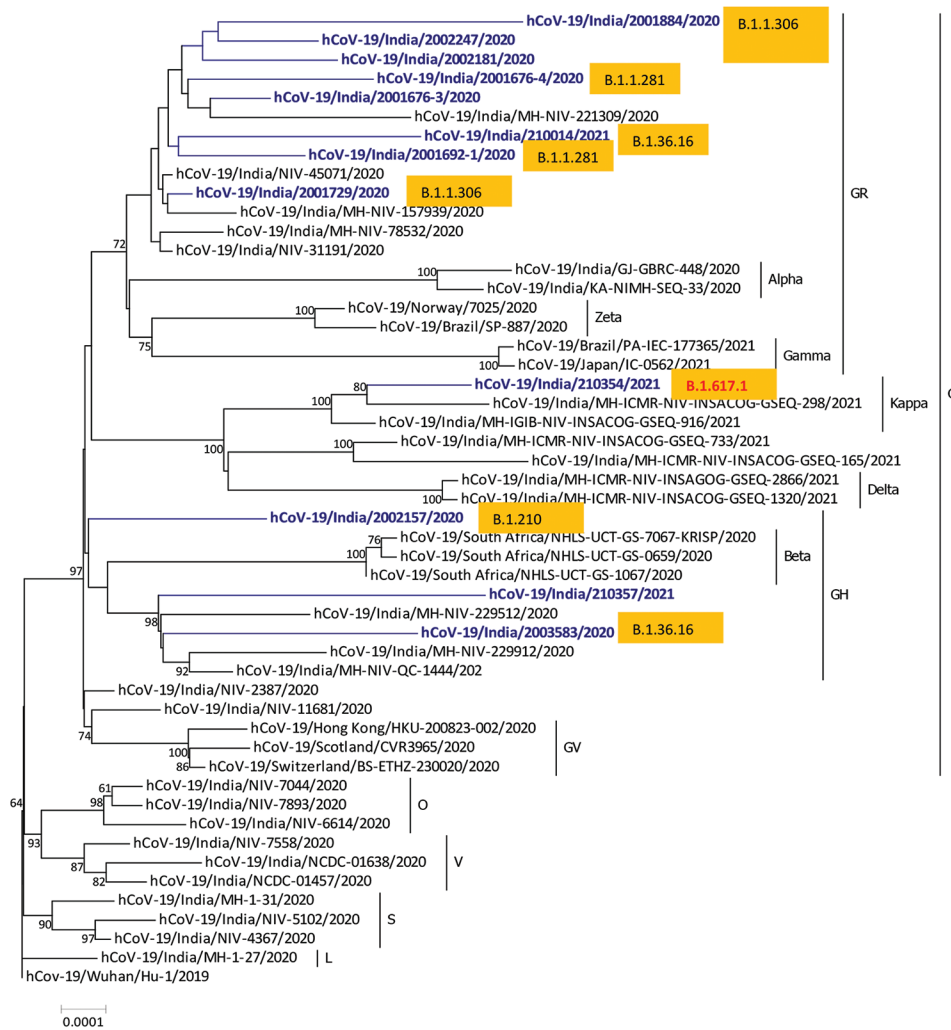 hCoV-19/India/2001884/2020 B.1.1.306
hCoV-19/India/2002247/2020
hCoV-19/India/2002181/2020
hCoV-19/India/2001676-4/2020 B.1.1.281
hCoV-19/India/2001676-3/2020
hCoV-19/India/MH-NIV-221309/2020
hCoV-19/India/210014/2021 B.1.36.16
hCoV-19/India/2001692-1/2020 B.1.1.281
hCoV-19/India/NIV-45071/2020
hCoV-19/India/2001729/2020 B.1.1.306 GR
hCoV-19/India/MH-NIV-157939/2020
hCoV-19/India/MH-NIV-78532/2020
72
hCoV-19/India/NIV-31191/2020
100 hCoV-19/India/GJ-GBRC-448/2020
Alpha
hCoV-19/India/KA-NIMH-SEQ-33/2020
100 hCoV-19/Norway/7025/2020
Zeta
hCoV-19/Brazil/SP-887/2020
75 hCoV-19/Brazil/PA-IEC-177365/2021
Gamma
100 hCoV-19/Japan/IC-0562/2021
80 hCoV-19/India/210354/2021 B.1.617.1
G
100 hCoV-19/India/MH-ICMR-NIV-INSACOG-GSEQ-298/2021 Kappa
hCoV-19/India/MH-IGIB-NIV-INSACOG-GSEQ-916/2021
100 100 hCoV-19/India/MH-ICMR-NIV-INSACOG-GSEQ-733/2021
hCoV-19/India/MH-ICMR-NIV-INSACOG-GSEQ-165/2021
hCoV-19/India/MH-ICMR-NIV-INSAGOG-GSEQ-2866/2021
Delta
100 hCoV-19/India/MH-ICMR-NIV-INSACOG-GSEQ-1320/2021
hCoV-19/India/2002157/2020 B.1.210
76 hCoV-19/South Africa/NHLS-UCT-GS-7067-KRISP/2020
100 hCoV-19/South Africa/NHLS-UCT-GS-0659/2020 Beta
97 hCoV-19/South Africa/NHLS-UCT-GS-1067/2020
hCoV-19/India/210357/2021 GH
98 hCoV-19/India/MH-NIV-229512/2020
hCoV-19/India/2003583/2020 B.1.36.16
hCoV-19/India/MH-NIV-229912/2020
92 hCoV-19/India/MH-NIV-QC-1444/202
hCoV-19/India/NIV-2387/2020
hCoV-19/India/NIV-11681/2020
74 hCoV-19/Hong Kong/HKU-200823-002/2020
100 hCoV-19/Scotland/CVR3965/2020 GV
86 hCoV-19/Switzerland/BS-ETHZ-230020/2020
61 hCoV-19/India/NIV-7044/2020
64 98 hCoV-19/India/NIV-7893/2020 O
hCoV-19/India/NIV-6614/2020
93 hCoV-19/India/NIV-7558/2020
87 hCoV-19/India/NCDC-01638/2020 V
82 hCoV-19/India/NCDC-01457/2020
hCoV-19/India/MH-1-31/2020
90 hCoV-19/India/NIV-5102/2020 S
97 hCoV-19/India/NIV-4367/2020
hCoV-19/India/MH-1-27/2020 L
hCov-19/Wuhan/Hu-1/2019
0.0001